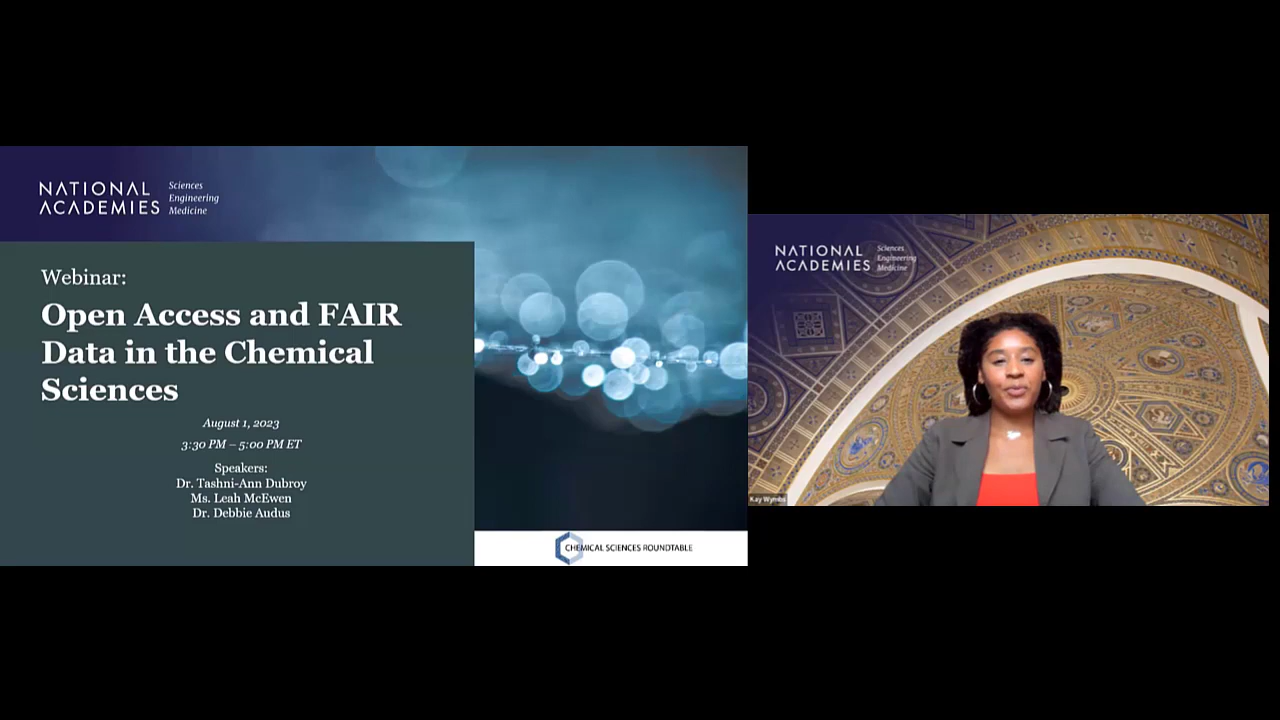 NATIONAL
ACADEMIES
Sciences
Engineering
Medicine
Webinar:
Open Access and FAIR
Data in the Chemical
Sciences
August 1, 2023
3:30 PM – 5:00 PM ET
Speakers:
Dr. Tashni-Ann Dubroy
Ms. Leah McEwen
Dr. Debbie Audus
CHEMICAL SCIENCES ROUNDTABLE
NATIONAL
ACADEMIES
Sciences
Engineering
Medicine
Kay Wymbs